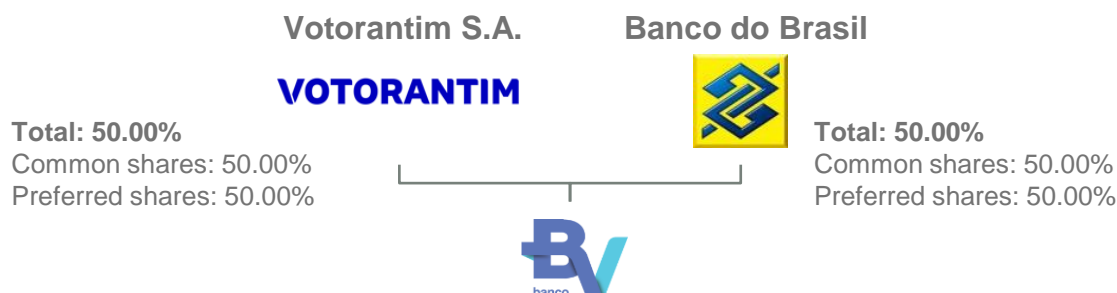 Votorantim S.A.
Banco do Brasil
VOTORANTIM
Total: 50.00%
Common shares: 50.00%
Preferred shares: 50.00%
Total: 50.00%
Common shares: 50.00%
Preferred shares: 50.00%
BV
banco